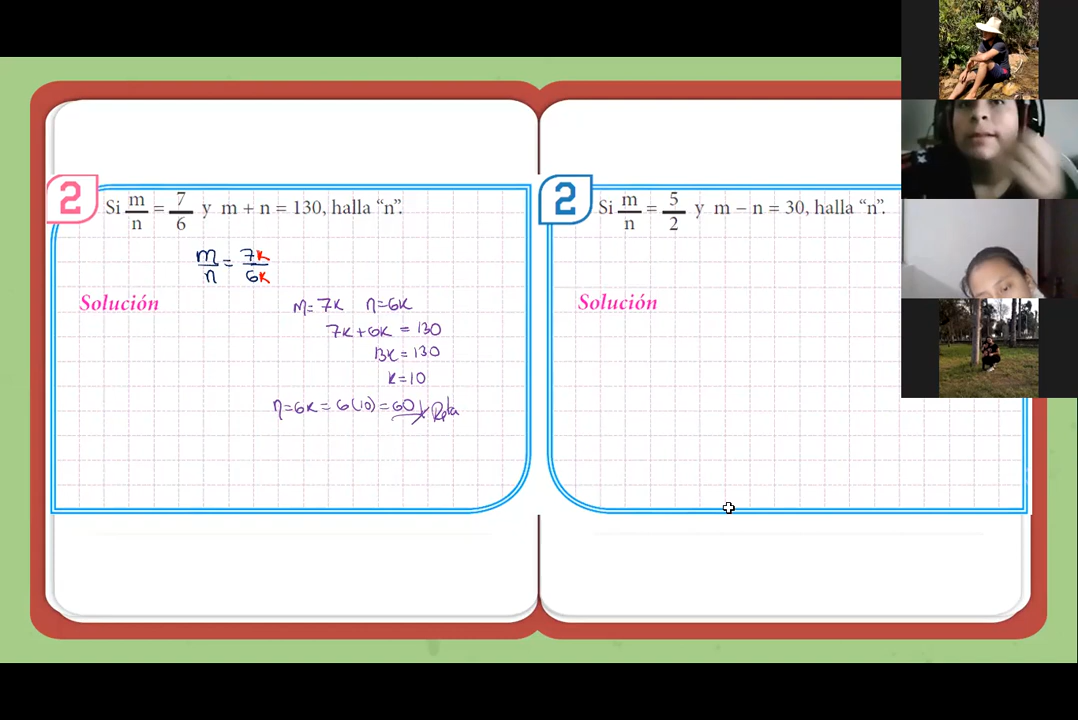 2
Si m/n = 7/6 y m + n = 130, halla “n”.
m/n = 7k/6k
Solución
m = 7k n = 6k
7k + 6k = 130
13k = 130
k = 10
n = 6k = 6(10) = 60 Rpta
2
Si m/n = 5/2 y m − n = 30, halla “n”.
Solución